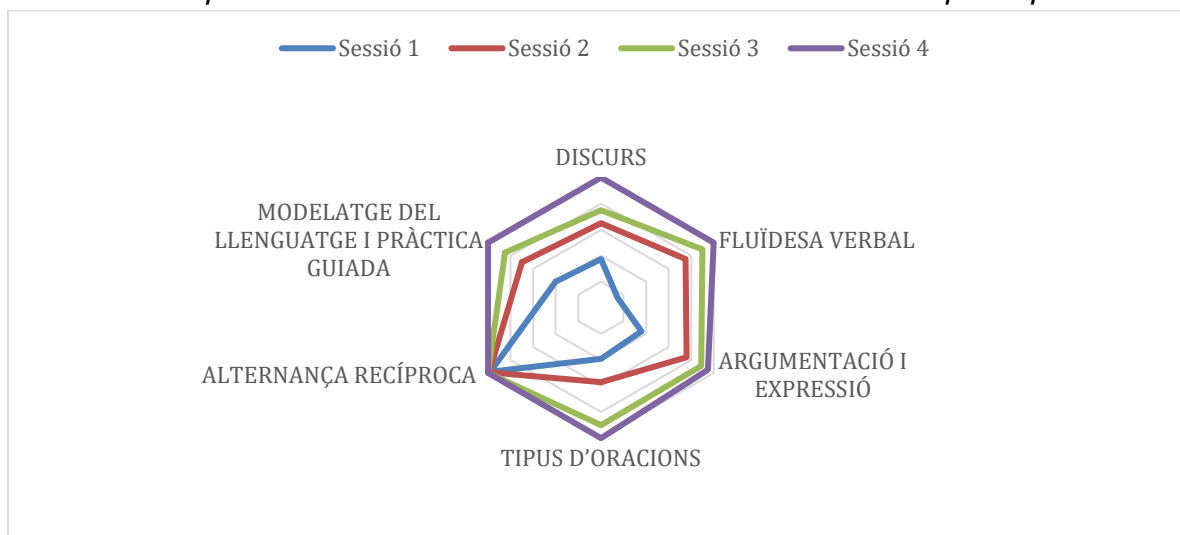 Sessió 1 Sessió 2 Sessió 3 Sessió 4
DISCURS
MODELATGE DEL
LLENGUATGE I PRÀCTICA
GUIADA
FLUÏDESA VERBAL
ALTERNANÇA RECÍPROCA
ARGUMENTACIÓ I
EXPRESSIÓ
TIPUS D’ORACIONS